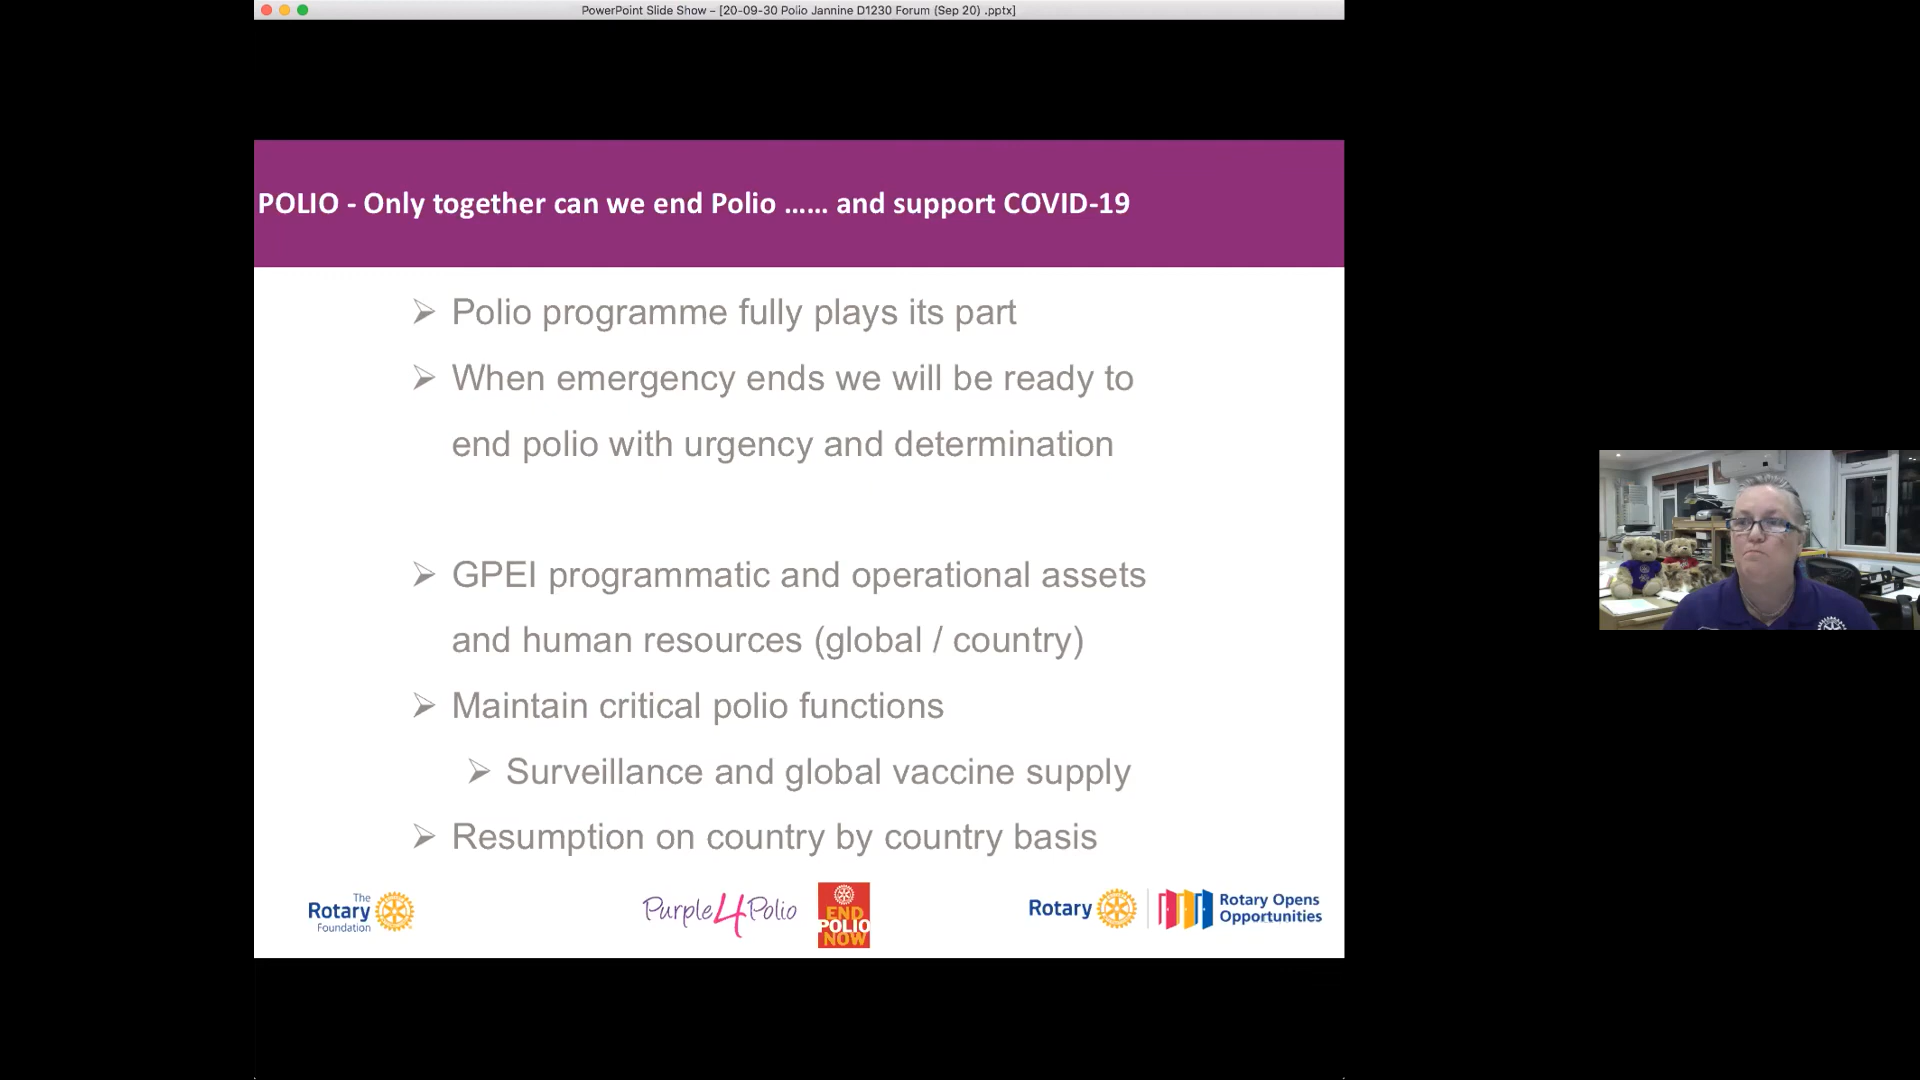 PowerPoint Slide Show – [20-09-30 Polio Jannine D1230 Forum (Sep 20) .pptx]
POLIO - Only together can we end Polio …… and support COVID-19
Polio programme fully plays its part
When emergency ends we will be ready to
end polio with urgency and determination
GPEI programmatic and operational assets
and human resources (global / country)
Maintain critical polio functions
Surveillance and global vaccine supply
Resumption on country by country basis
The
Rotary
Foundation
Purple4Polio
END
POLIO
NOW
Rotary
Rotary Opens
Opportunities